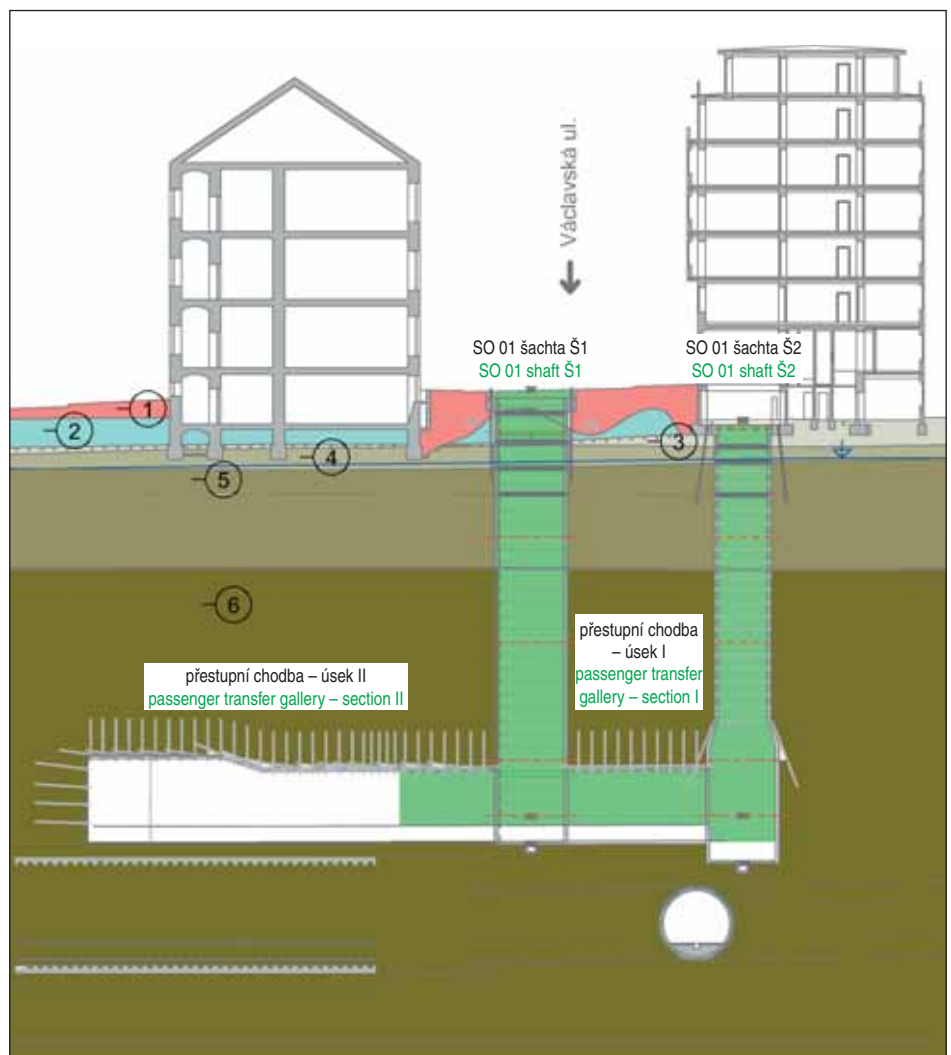 Václavská ul.
SO 01 šachta Š1
SO 01 shaft Š1
SO 01 šachta Š2
SO 01 shaft Š2
1
2
3
4
5
6
přestupní chodba
– úsek I
passenger transfer
gallery – section I
přestupní chodba – úsek II
passenger transfer gallery – section II